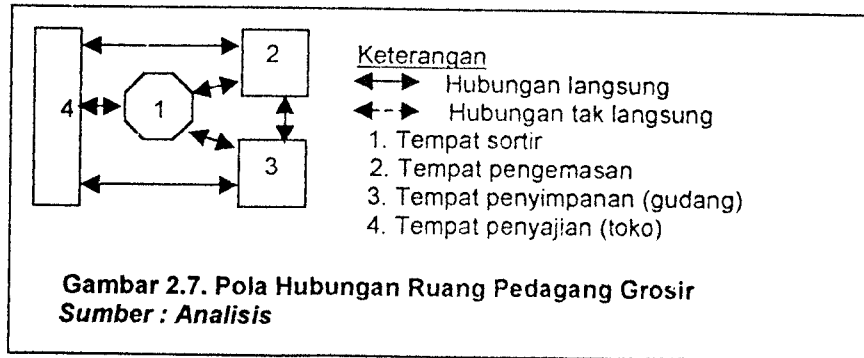 2
4
1
3
Keterangan
Hubungan langsung
Hubungan tak langsung
1. Tempat sortir
2. Tempat pengemasan
3. Tempat penyimpanan (gudang)
4. Tempat penyajian (toko)
Gambar 2.7. Pola Hubungan Ruang Pedagang Grosir
Sumber : Analisis